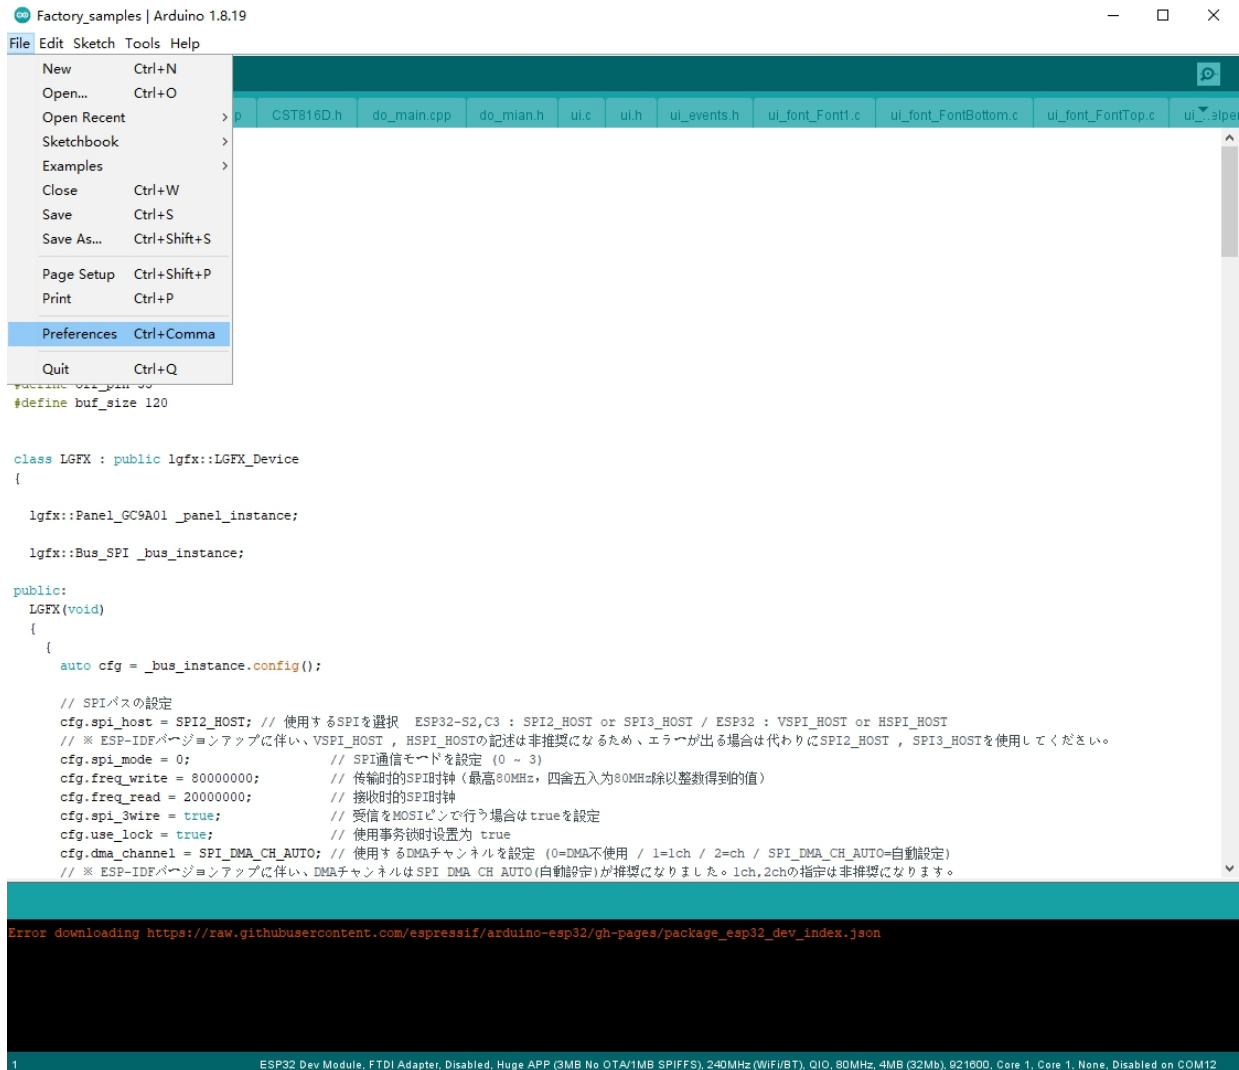 Factory_samples | Arduino 1.8.19
File Edit Sketch Tools Help
New Ctrl+N
Open... Ctrl+O
Open Recent
Sketchbook
Examples
Close Ctrl+W
Save Ctrl+S
Save As... Ctrl+Shift+S
Page Setup Ctrl+Shift+P
Print Ctrl+P
Preferences Ctrl+Comma
Quit Ctrl+Q
CST816D.h do_main.cpp do_mian.h ui.c ui.h ui_events.h ui_font_Font1.c ui_font_FontBottom.c ui_font_FontTop.c
#define off_pin 35
#define buf_size 120
class LGFX : public lgfx::LGFX_Device
{
lgfx::Panel_GC9A01 _panel_instance;
lgfx::Bus_SPI _bus_instance;
public:
LGFX(void)
{
{
auto cfg = _bus_instance.config();
// SPIバスの設定
cfg.spi_host = SPI2_HOST; // 使用するSPIを選択 ESP32-S2,C3 : SPI2_HOST or SPI3_HOST / ESP32 : VSPI_HOST or HSPI_HOST
// ※ ESP-IDFバージョンアップに伴い、VSPI_HOST , HSPI_HOSTの記述は非推奨になるため、エラーが出る場合は代わりにSPI2_HOST , SPI3_HOSTを使用してください。
cfg.spi_mode = 0; // SPI通信モードを設定 (0 ~ 3)
cfg.freq_write = 80000000; // 传输时的SPI时钟（最高80MHz，四舍五入为80MHz除以整数得到的值）
cfg.freq_read = 20000000; // 接收时的SPI时钟
cfg.spi_3wire = true; // 受信をMOSIピンで行う場合はtrueを設定
cfg.use_lock = true; // 使用事务锁时设置为 true
cfg.dma_channel = SPI_DMA_CH_AUTO; // 使用するDMAチャンネルを設定 (0=DMA不使用 / 1=1ch / 2=ch / SPI_DMA_CH_AUTO=自動設定)
// ※ ESP-IDFバージョンアップに伴い、DMAチャンネルはSPI_DMA_CH_AUTO(自動設定)が推奨になりました。1ch,2chの指定は非推奨になります。
Error downloading https://raw.githubusercontent.com/espressif/arduino-esp32/gh-pages/package_esp32_dev_index.json
1 ESP32 Dev Module, FTDI Adapter, Disabled, Huge APP (3MB No OTA/1MB SPIFFS), 240MHz (WiFi/BT), QIO, 80MHz, 4MB (32Mb), 921600, Core 1, Core 1, None, Disabled on COM12